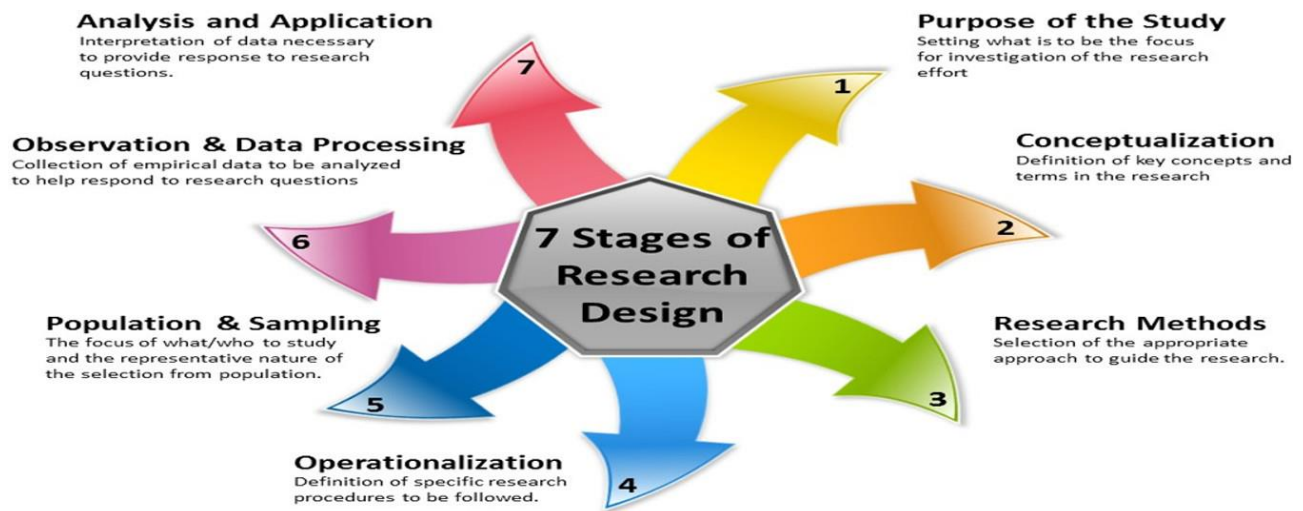 7 Stages of
Research
Design
1
Purpose of the Study
Setting what is to be the focus
for investigation of the research
effort
2
Conceptualization
Definition of key concepts and
terms in the research
3
Research Methods
Selection of the appropriate
approach to guide the research.
4
Operationalization
Definition of specific research
procedures to be followed.
5
Population & Sampling
The focus of what/who to study
and the representative nature of
the selection from population.
6
Observation & Data Processing
Collection of empirical data to be analyzed
to help respond to research questions
7
Analysis and Application
Interpretation of data necessary
to provide response to research
questions.